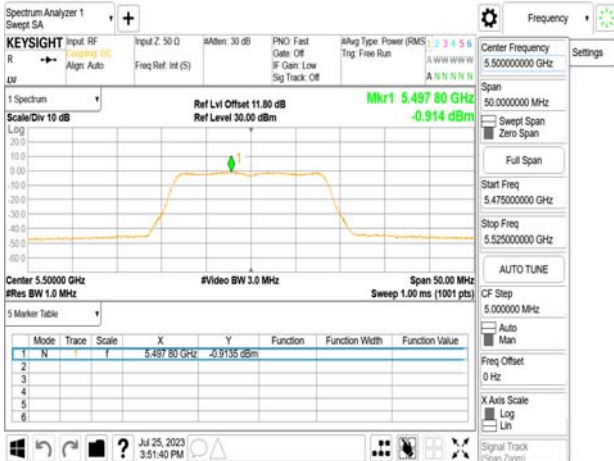 Spectrum Analyzer 1
Swept SA
+
Frequency
KEYSIGHT
Input: RF
Coupling: DC
Align: Auto
Input Z: 50 Ω
Freq Ref: Int (S)
#Atten: 30 dB
PNO: Fast
Gate: Off
IF Gain: Low
Sig Track: Off
#Avg Type: Power (RMS
Trig: Free Run
1 2 3 4 5 6
A WW WW W
A N N N N N
R
LV
Center Frequency
5.500000000 GHz
Settings
Span
50.0000000 MHz
Swept Span
Zero Span
Full Span
Start Freq
5.475000000 GHz
Stop Freq
5.525000000 GHz
AUTO TUNE
CF Step
5.000000 MHz
Auto
Man
Freq Offset
0 Hz
X Axis Scale
Log
Lin
Signal Track
(Span Zoom)
1 Spectrum
Scale/Div 10 dB
Ref Lvl Offset 11.80 dB
Ref Level 30.00 dBm
Mkr1 5.497 80 GHz
-0.914 dBm
Log
20.0
10.0
0.00
-10.0
-20.0
-30.0
-40.0
-50.0
-60.0
1
Center 5.50000 GHz
#Res BW 1.0 MHz
#Video BW 3.0 MHz
Span 50.00 MHz
Sweep 1.00 ms (1001 pts)
5 Marker Table
Mode Trace Scale X Y Function Function Width Function Value
1 N 1 f 5.497 80 GHz -0.9135 dBm
2
3
4
5
6
?
Jul 25, 2023
3:51:40 PM